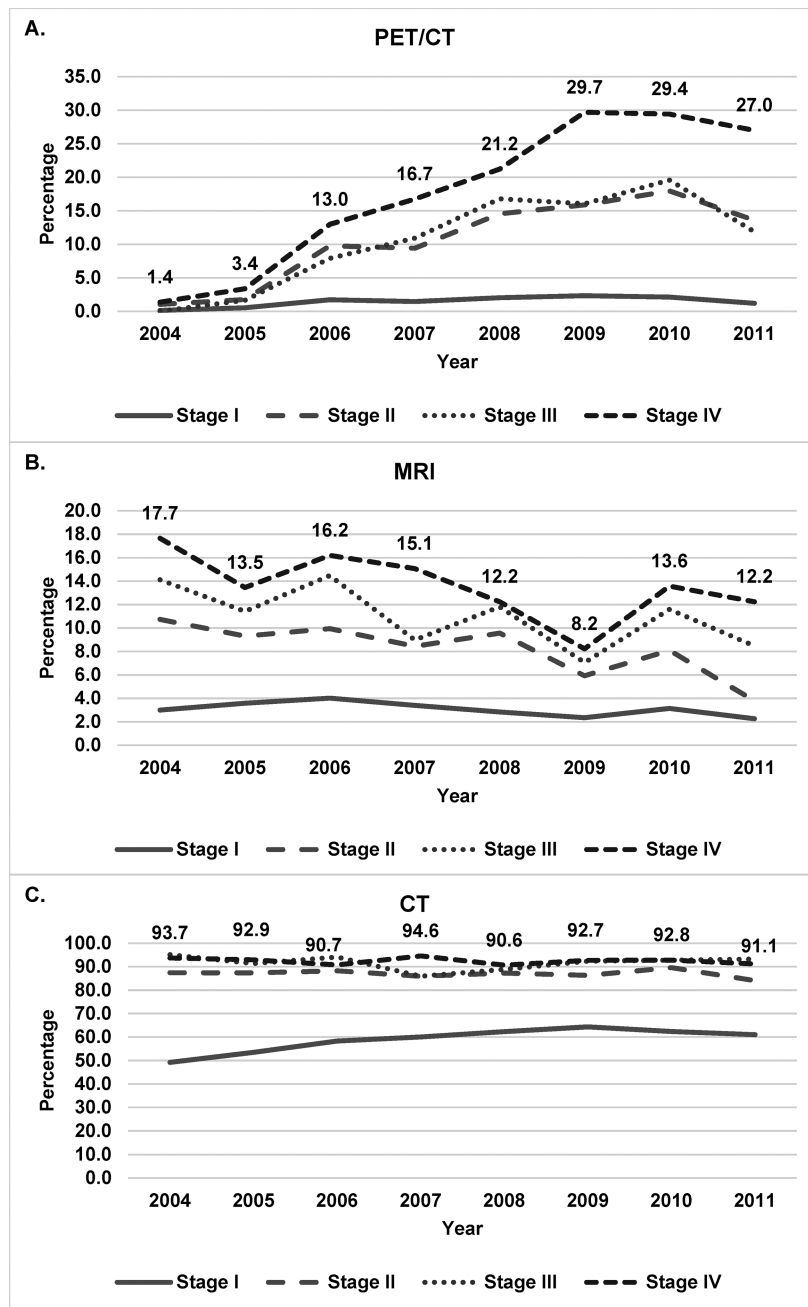 A.
PET/CT
35.0
30.0
25.0
20.0
15.0
10.0
5.0
0.0
Percentage
1.4 3.4 13.0 16.7 21.2 29.7 29.4 27.0
2004 2005 2006 2007 2008 2009 2010 2011
Year
Stage I Stage II Stage III Stage IV
B.
MRI
20.0
18.0
16.0
14.0
12.0
10.0
8.0
6.0
4.0
2.0
0.0
Percentage
17.7 13.5 16.2 15.1 12.2 8.2 13.6 12.2
2004 2005 2006 2007 2008 2009 2010 2011
Year
Stage I Stage II Stage III Stage IV
C.
CT
100.0
90.0
80.0
70.0
60.0
50.0
40.0
30.0
20.0
10.0
0.0
Percentage
93.7 92.9 90.7 94.6 90.6 92.7 92.8 91.1
2004 2005 2006 2007 2008 2009 2010 2011
Year
Stage I Stage II Stage III Stage IV